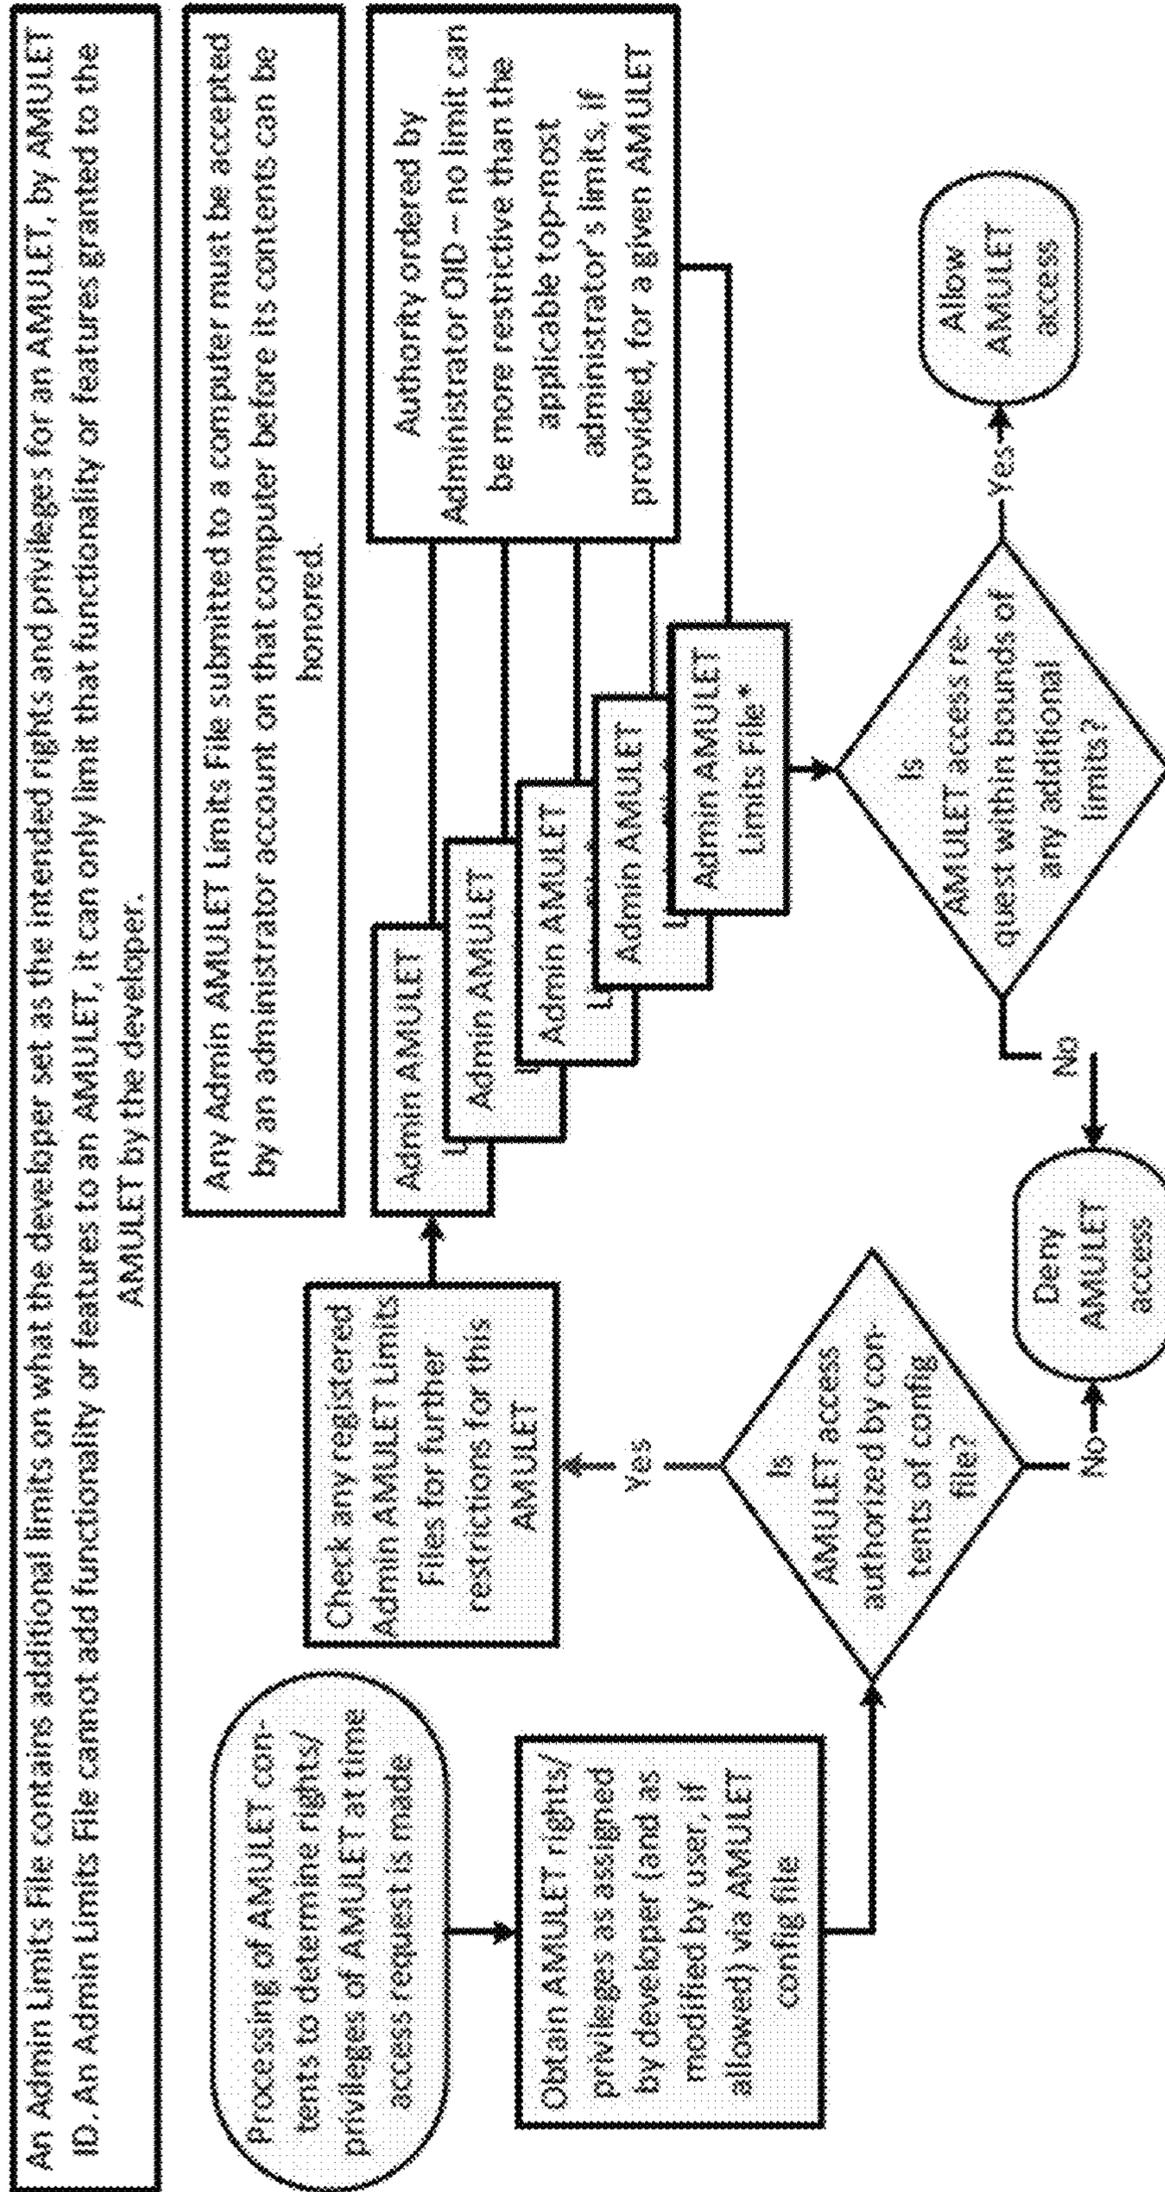 An Admin Limits File contains additional limits on what the developer set as the intended rights and privileges for an AMULET, by AMULET
ID. An Admin Limits File cannot add functionality or features to an AMULET, it can only limit that functionality or features granted to the
AMULET by the developer.
Any Admin AMULET Limits File submitted to a computer must be accepted
by an administrator account on that computer before its contents can be
honored.
Processing of AMULET con-
tents to determine rights/
privileges of AMULET at time
access request is made
Obtain AMULET rights/
privileges as assigned
by developer (and as
modified by user, if
allowed) via AMULET
config file
Is
AMULET access
authorized by con-
tents of config
file?
Yes
No
Check any registered
Admin AMULET Limits
Files for further
restrictions for this
AMULET
Admin AMULET
Admin AMULET
Admin AMULET
Admin AMULET
Admin AMULET
Limits File*
Authority ordered by
Administrator OID – no limit can
be more restrictive than the
applicable top-most
administrator's limits, if
provided, for a given AMULET
Is
AMULET access re-
quest within bounds of
any additional
limits?
Yes
No
Allow
AMULET
access
Deny
AMULET
access